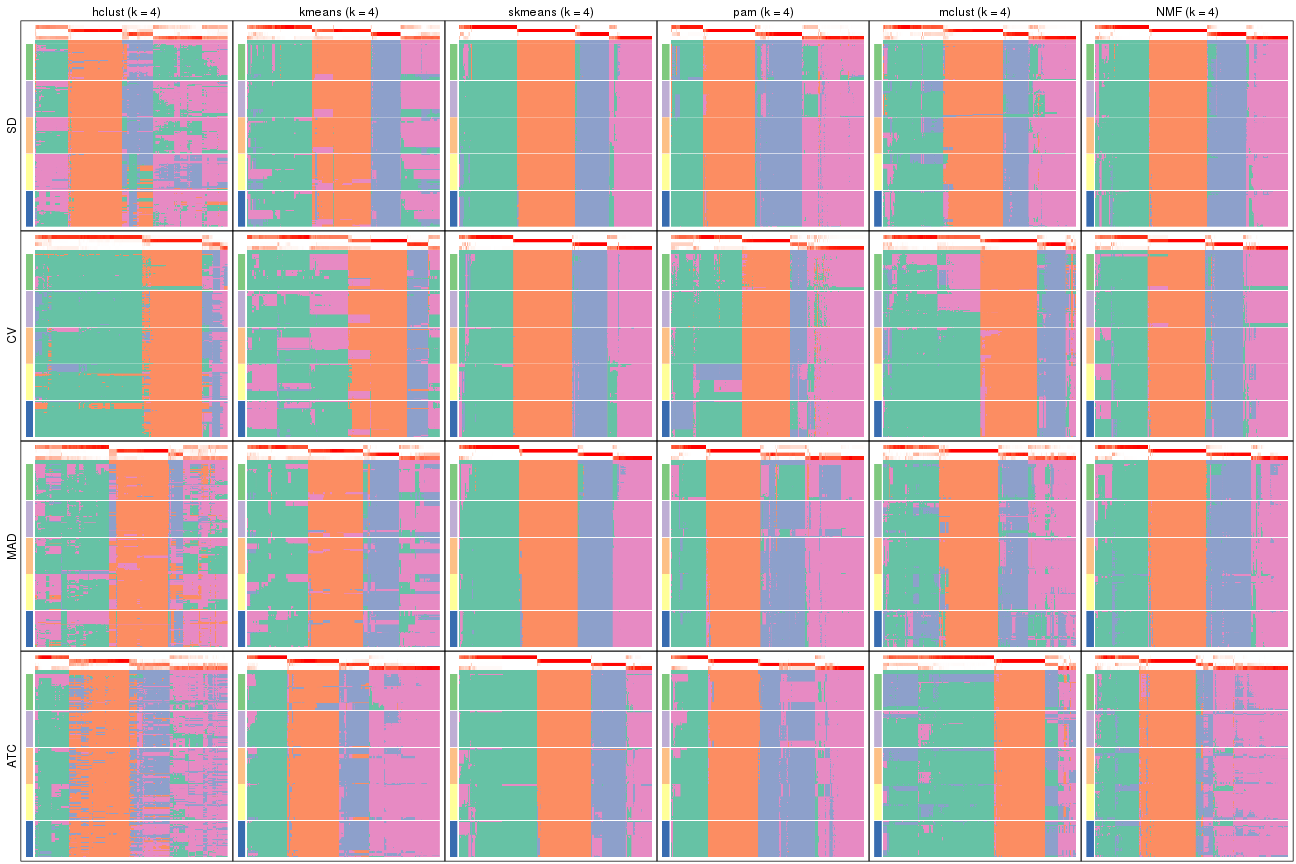 hclust (k = 4) kmeans (k = 4) skmeans (k = 4) pam (k = 4) mclust (k = 4) NMF (k = 4)
SD
CV
MAD
ATC